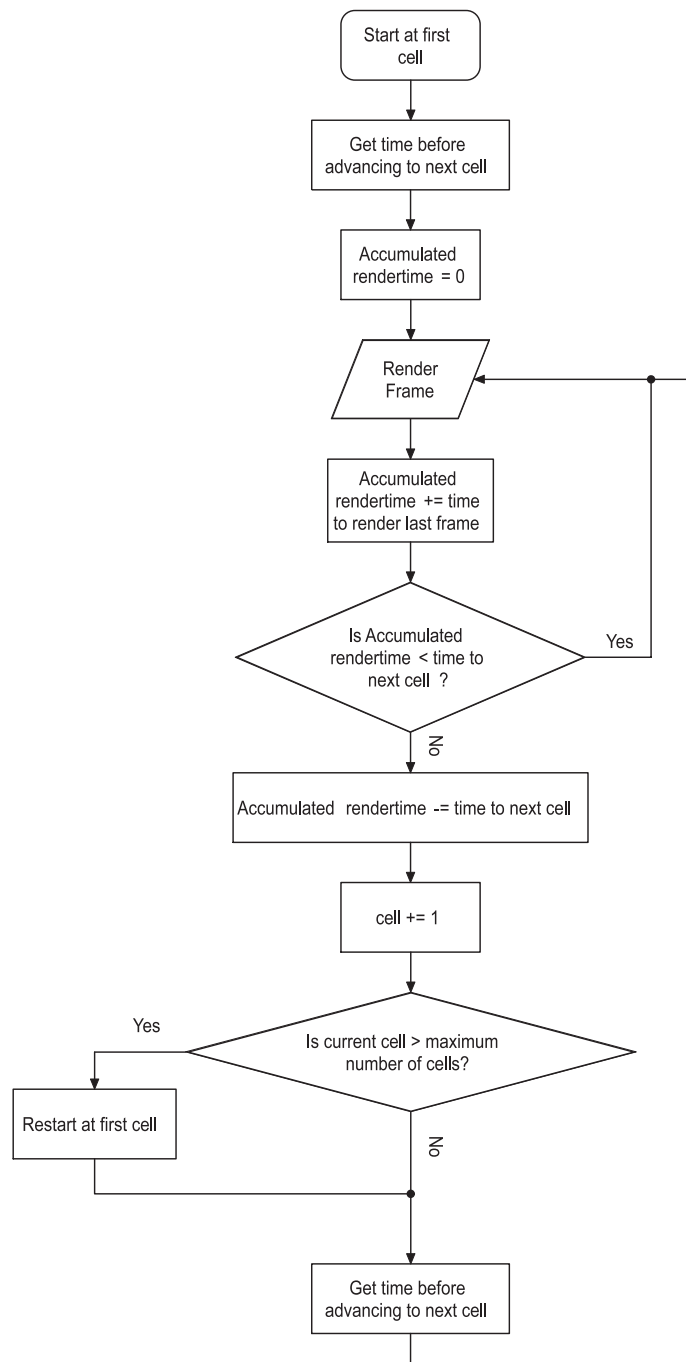 Start at first
cell
Get time before
advancing to next cell
Accumulated
rendertime = 0
Render
Frame
Accumulated
rendertime += time
to render last frame
Is Accumulated
rendertime < time to
next cell ?
Yes
No
Accumulated rendertime -= time to next cell
cell += 1
Is current cell > maximum
number of cells?
Yes
Restart at first cell
No
Get time before
advancing to next cell